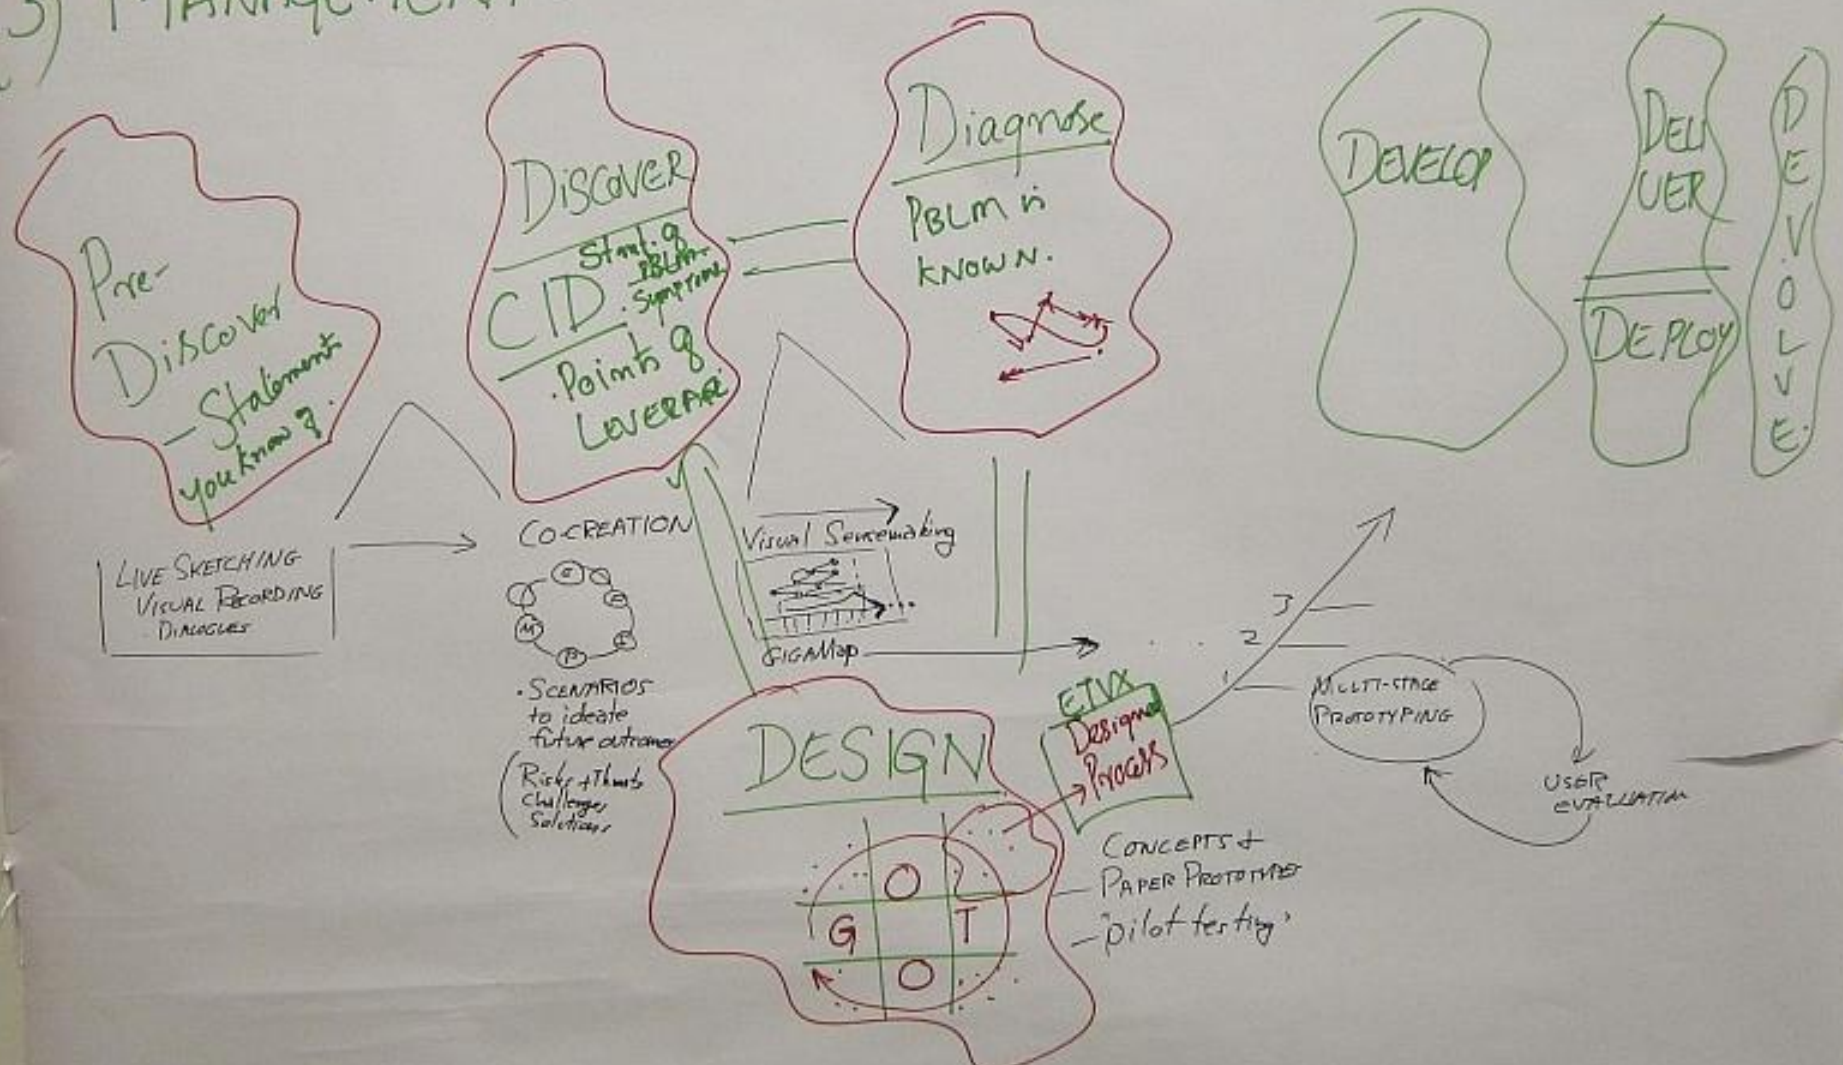 3) MANAGEMENT
Pre-
DiSCover
- Statements
you know of.
DiSCOVER
CID
Stmt. of
PBLM-
Symptoms
. Points of
LEVERAGE
Diagnose
PBLM is
KNOWN.
DEVELOP
DELI
VER
DEPLOY
DEVOLVE.
LIVE SKETCHING
VISUAL RECORDING
. DIALOGUES
CO-CREATION
M
P
. SCENARIOS
to ideate
future outcomes
Risks + Threats
Challenges
Solutions
Visual Sensemaking
GIGAMap
DESIGN
O
G
T
O
ETVX
Designed
Process
CONCEPTS +
PAPER PROTOTYPES
- "pilot testing"
1
2
3
MULTI-STAGE
PROTOTYPING
USER
EVALUATION